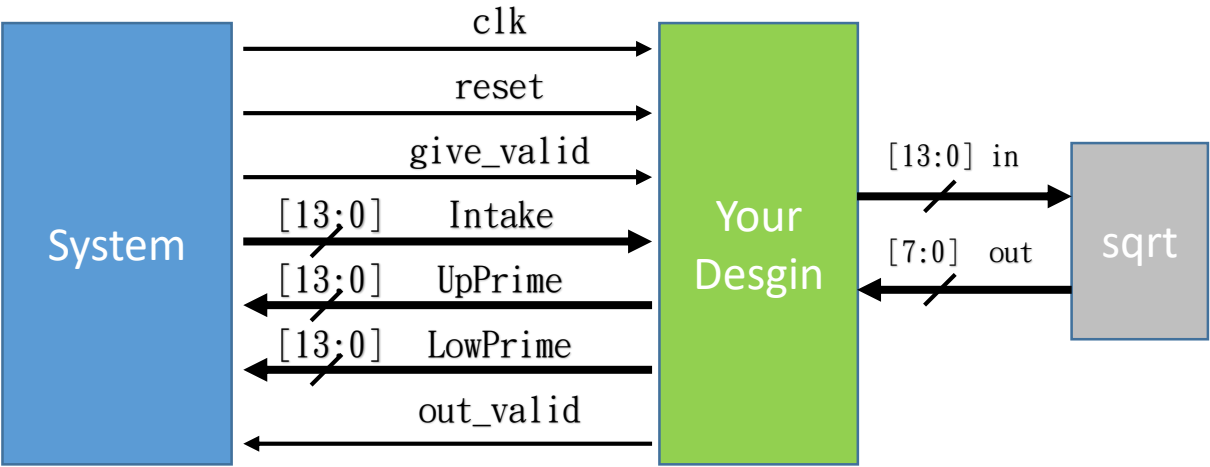 clk
reset
give_valid
[13:0] Intake
[13:0] UpPrime
[13:0] LowPrime
out_valid
System
Your
Desgin
[13:0] in
[7:0] out
sqrt